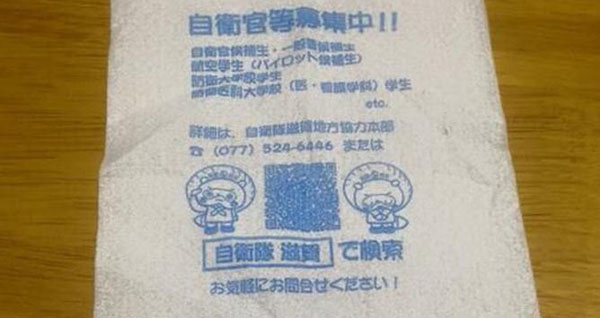 自衛官等募集中!!
自衛官候補生・一般曹候補生
航空学生(パイロット候補生)
防衛大学校学生
防衛医科大学校(医・看護学科)学生
etc.
詳細は、自衛隊滋賀地方協力本部
☎(077)524-6446 または
自衛隊 滋賀 で検索
お気軽にお問合せください!